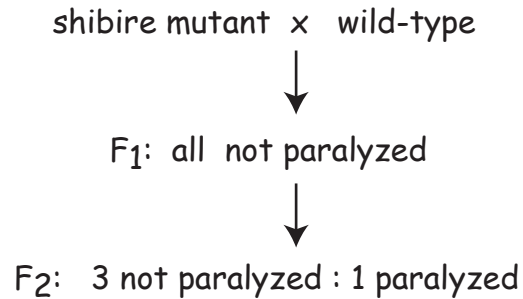 shibire mutant x wild-type
F1: all not paralyzed
F2: 3 not paralyzed : 1 paralyzed